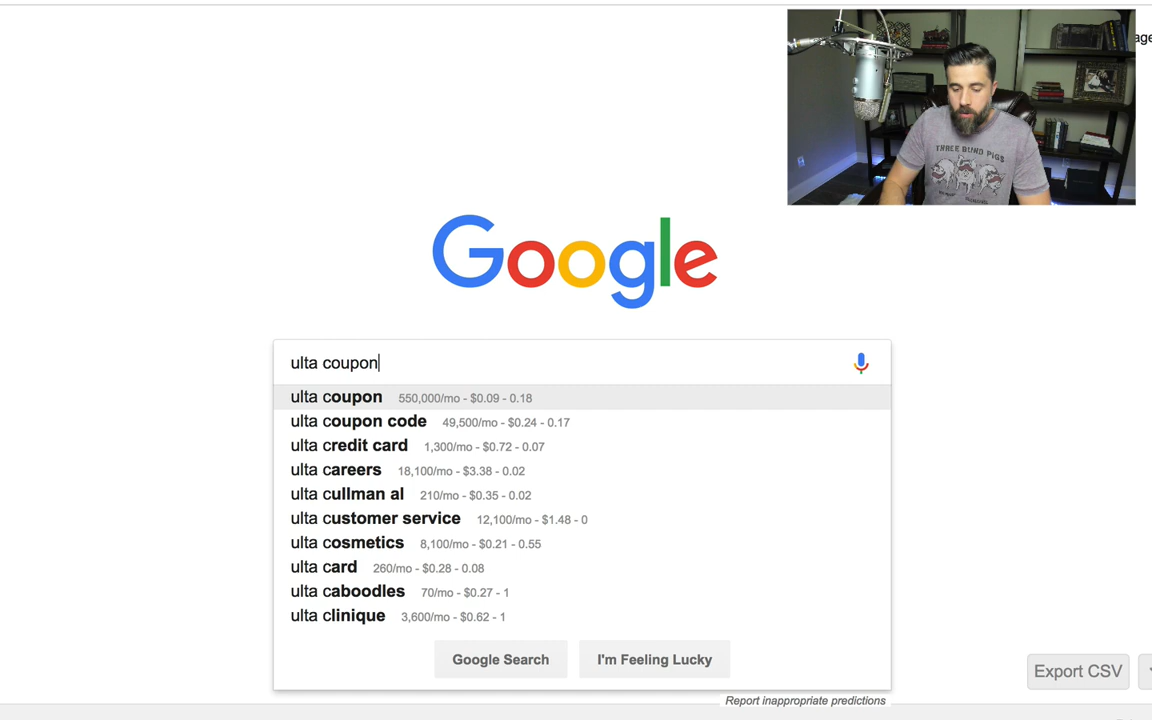 age
THREE BLIND PIGS
Google
ulta coupon
ulta coupon 550,000/mo - $0.09 - 0.18
ulta coupon code 49,500/mo - $0.24 - 0.17
ulta credit card 1,300/mo - $0.72 - 0.07
ulta careers 18,100/mo - $3.38 - 0.02
ulta cullman al 210/mo - $0.35 - 0.02
ulta customer service 12,100/mo - $1.48 - 0
ulta cosmetics 8,100/mo - $0.21 - 0.55
ulta card 260/mo - $0.28 - 0.08
ulta caboodles 70/mo - $0.27 - 1
ulta clinique 3,600/mo - $0.62 - 1
Google Search I'm Feeling Lucky
Export CSV
Report inappropriate predictions